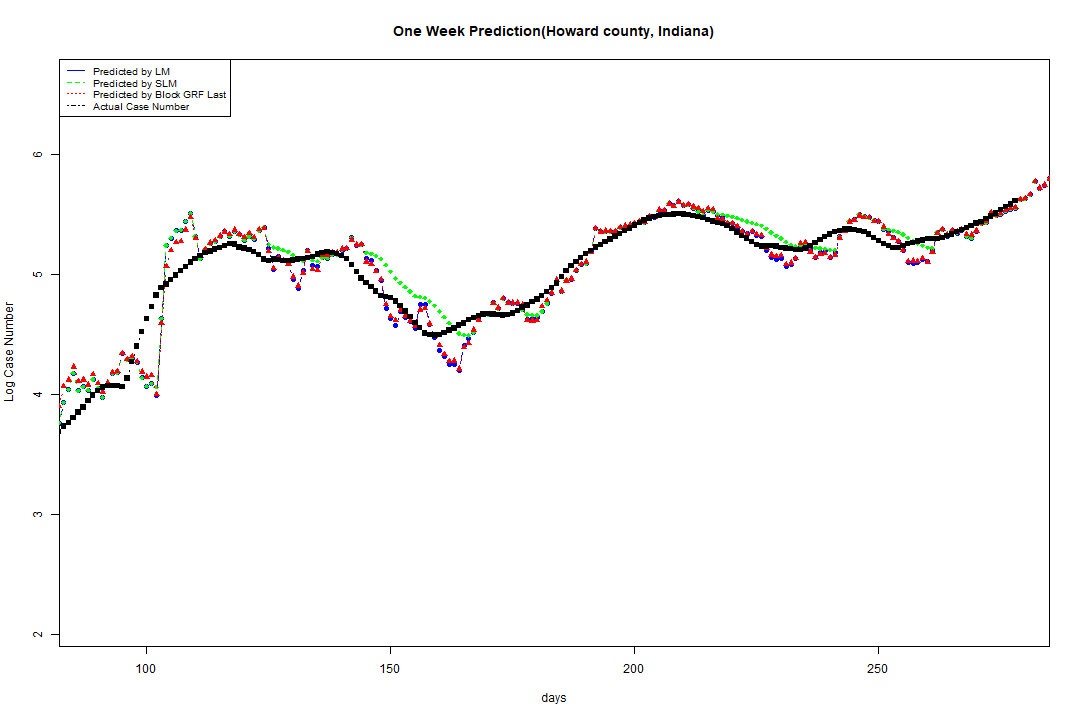 One Week Prediction(Howard county, Indiana)
Predicted by LM
Predicted by SLM
Predicted by Block GRF Last
Actual Case Number
6
5
4
3
2
Log Case Number
100 150 200 250
days